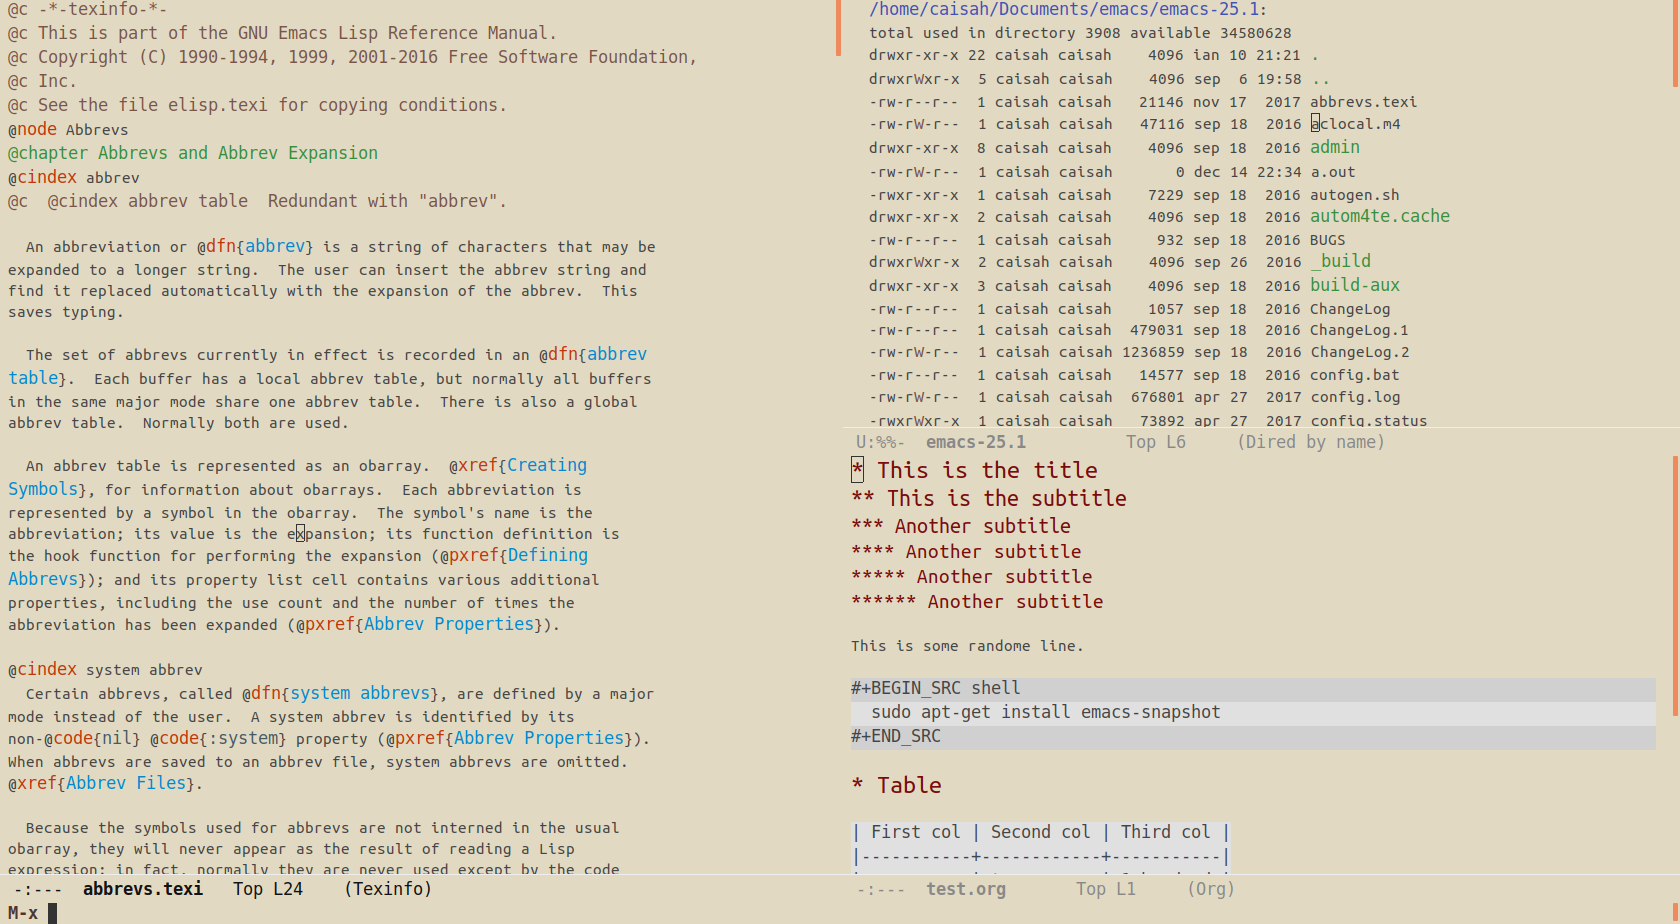 @c -*-texinfo-*-
@c This is part of the GNU Emacs Lisp Reference Manual.
@c Copyright (C) 1990-1994, 1999, 2001-2016 Free Software Foundation,
@c Inc.
@c See the file elisp.texi for copying conditions.
@node Abbrevs
@chapter Abbrevs and Abbrev Expansion
@cindex abbrev
@c  @cindex abbrev table  Redundant with "abbrev".
  An abbreviation or @dfn{abbrev} is a string of characters that may be
expanded to a longer string.  The user can insert the abbrev string and
find it replaced automatically with the expansion of the abbrev.  This
saves typing.
  The set of abbrevs currently in effect is recorded in an @dfn{abbrev
table}.  Each buffer has a local abbrev table, but normally all buffers
in the same major mode share one abbrev table.  There is also a global
abbrev table.  Normally both are used.
  An abbrev table is represented as an obarray.  @xref{Creating
Symbols}, for information about obarrays.  Each abbreviation is
represented by a symbol in the obarray.  The symbol's name is the
abbreviation; its value is the expansion; its function definition is
the hook function for performing the expansion (@pxref{Defining
Abbrevs}); and its property list cell contains various additional
properties, including the use count and the number of times the
abbreviation has been expanded (@pxref{Abbrev Properties}).
@cindex system abbrev
  Certain abbrevs, called @dfn{system abbrevs}, are defined by a major
mode instead of the user.  A system abbrev is identified by its
non-@code{nil} @code{:system} property (@pxref{Abbrev Properties}).
When abbrevs are saved to an abbrev file, system abbrevs are omitted.
@xref{Abbrev Files}.
  Because the symbols used for abbrevs are not interned in the usual
obarray, they will never appear as the result of reading a Lisp
expression; in fact, normally they are never used except by the code
-:---  abbrevs.texi   Top L24    (Texinfo)
M-x
/home/caisah/Documents/emacs/emacs-25.1:
total used in directory 3908 available 34580628
drwxr-xr-x 22 caisah caisah    4096 ian 10 21:21 .
drwxrwxr-x  5 caisah caisah    4096 sep  6 19:58 ..
-rw-r--r--  1 caisah caisah   21146 nov 17  2017 abbrevs.texi
-rw-rw-r--  1 caisah caisah   47116 sep 18  2016 aclocal.m4
drwxr-xr-x  8 caisah caisah    4096 sep 18  2016 admin
-rw-rw-r--  1 caisah caisah       0 dec 14 22:34 a.out
-rwxr-xr-x  1 caisah caisah    7229 sep 18  2016 autogen.sh
drwxr-xr-x  2 caisah caisah    4096 sep 18  2016 autom4te.cache
-rw-r--r--  1 caisah caisah     932 sep 18  2016 BUGS
drwxrwxr-x  2 caisah caisah    4096 sep 26  2016 _build
drwxr-xr-x  3 caisah caisah    4096 sep 18  2016 build-aux
-rw-r--r--  1 caisah caisah    1057 sep 18  2016 ChangeLog
-rw-r--r--  1 caisah caisah  479031 sep 18  2016 ChangeLog.1
-rw-rw-r--  1 caisah caisah 1236859 sep 18  2016 ChangeLog.2
-rw-r--r--  1 caisah caisah   14577 sep 18  2016 config.bat
-rw-rw-r--  1 caisah caisah  676801 apr 27  2017 config.log
-rwxrwxr-x  1 caisah caisah   73892 apr 27  2017 config.status
U:%%-  emacs-25.1          Top L6     (Dired by name)
* This is the title
** This is the subtitle
*** Another subtitle
**** Another subtitle
***** Another subtitle
****** Another subtitle
This is some randome line.
#+BEGIN_SRC shell
  sudo apt-get install emacs-snapshot
#+END_SRC
* Table
| First col | Second col | Third col |
|-----------+------------+-----------|
-:---  test.org       Top L1     (Org)